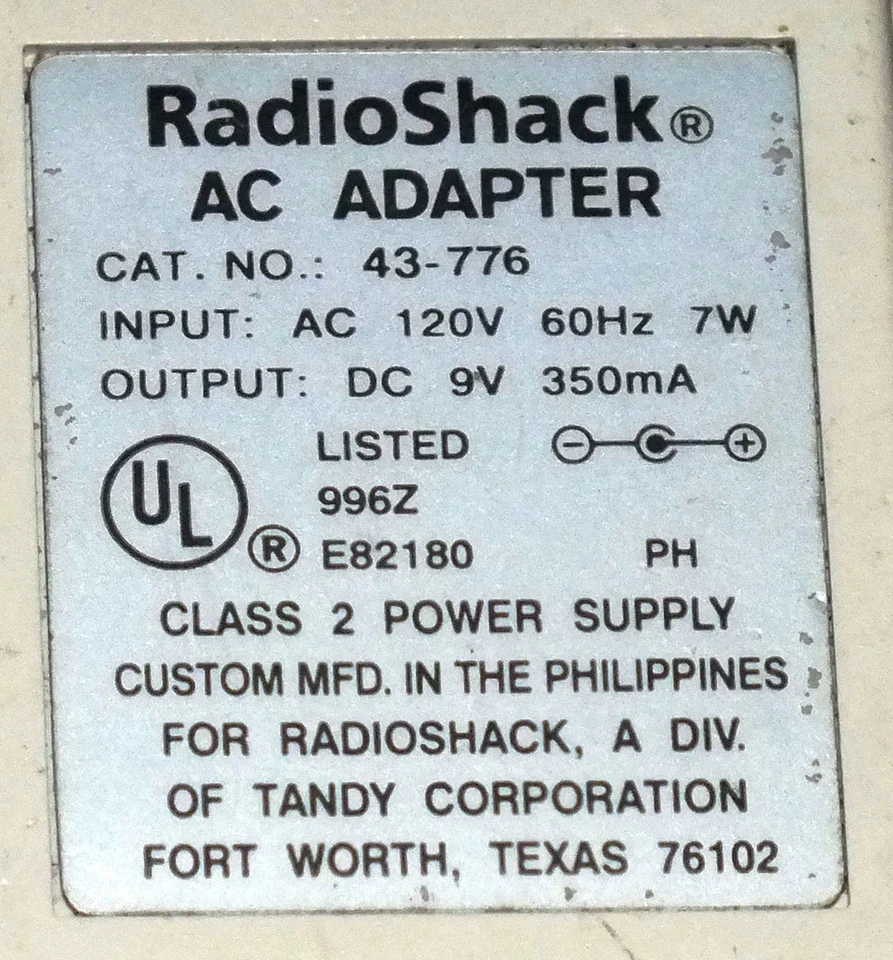 RadioShack®
AC ADAPTER
CAT. NO.: 43-776
INPUT: AC 120V 60Hz 7W
OUTPUT: DC 9V 350mA
UL® LISTED
996Z
E82180 PH
CLASS 2 POWER SUPPLY
CUSTOM MFD. IN THE PHILIPPINES
FOR RADIOSHACK, A DIV.
OF TANDY CORPORATION
FORT WORTH, TEXAS 76102